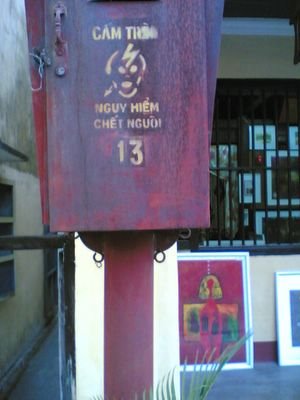 CẤM TRÈO
NGUY HIỂM
CHẾT NGƯỜI
13